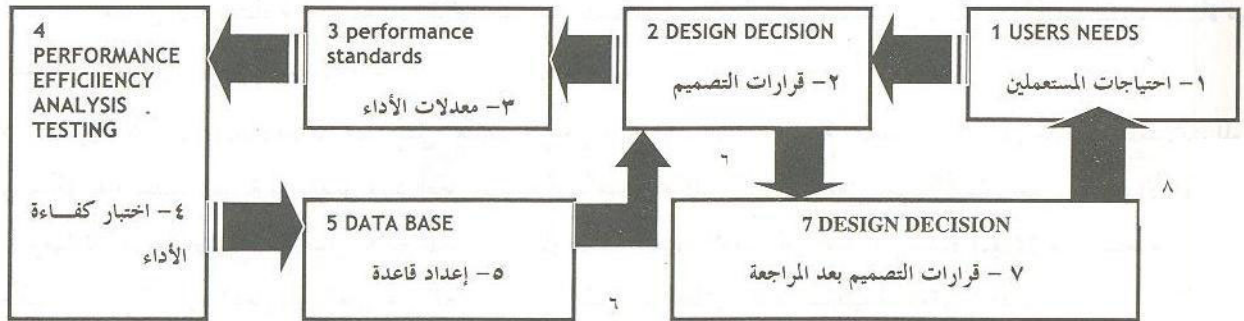 1 USERS NEEDS
١- احتياجات المستعملين
2 DESIGN DECISION
٢- قرارات التصميم
3 performance
standards
٣- معدلات الأداء
4
PERFORMANCE
EFFICIIENCY
ANALYSIS
TESTING
٤- اختبار كفـــاءة
الأداء
5 DATA BASE
٥- إعداد قاعدة
٦
٦
7 DESIGN DECISION
٧ - قرارات التصميم بعد المراجعة
٨